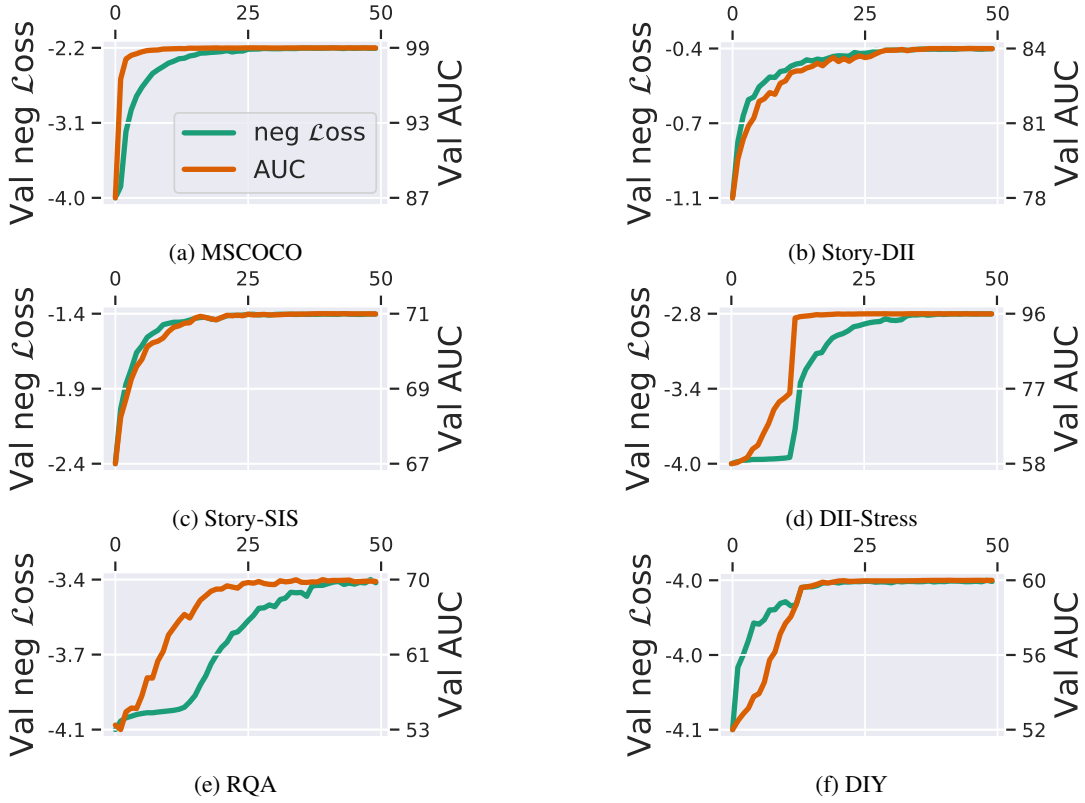 0 25 50
0 25 50
Val neg ℒoss
-2.2
-3.1
-4.0
neg ℒoss
AUC
99
93
87
Val AUC
Val neg ℒoss
-0.4
-0.7
-1.1
84
81
78
Val AUC
(a) MSCOCO
(b) Story-DII
0 25 50
0 25 50
Val neg ℒoss
-1.4
-1.9
-2.4
71
69
67
Val AUC
Val neg ℒoss
-2.8
-3.4
-4.0
96
77
58
Val AUC
(c) Story-SIS
(d) DII-Stress
0 25 50
0 25 50
Val neg ℒoss
-3.4
-3.7
-4.1
70
61
53
Val AUC
Val neg ℒoss
-4.0
-4.0
-4.1
60
56
52
Val AUC
(e) RQA
(f) DIY